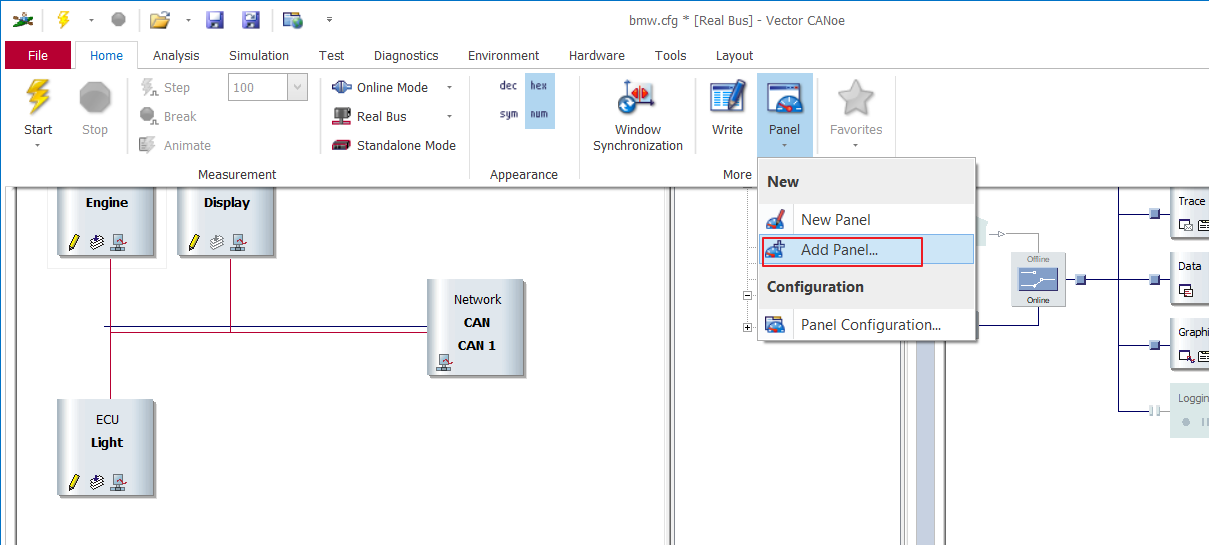 bmw.cfg * [Real Bus] - Vector CANoe
File Home Analysis Simulation Test Diagnostics Environment Hardware Tools Layout
Start
Stop
Step
100
Break
Animate
Measurement
Online Mode
Real Bus
Standalone Mode
dec hex
sym num
Appearance
Window
Synchronization
Write
Panel
Favorites
More
New
New Panel
Add Panel...
Configuration
Panel Configuration...
Engine
Display
Network
CAN
CAN 1
ECU
Light
Offline
Online
Trace
Data
Graphi
Loggin